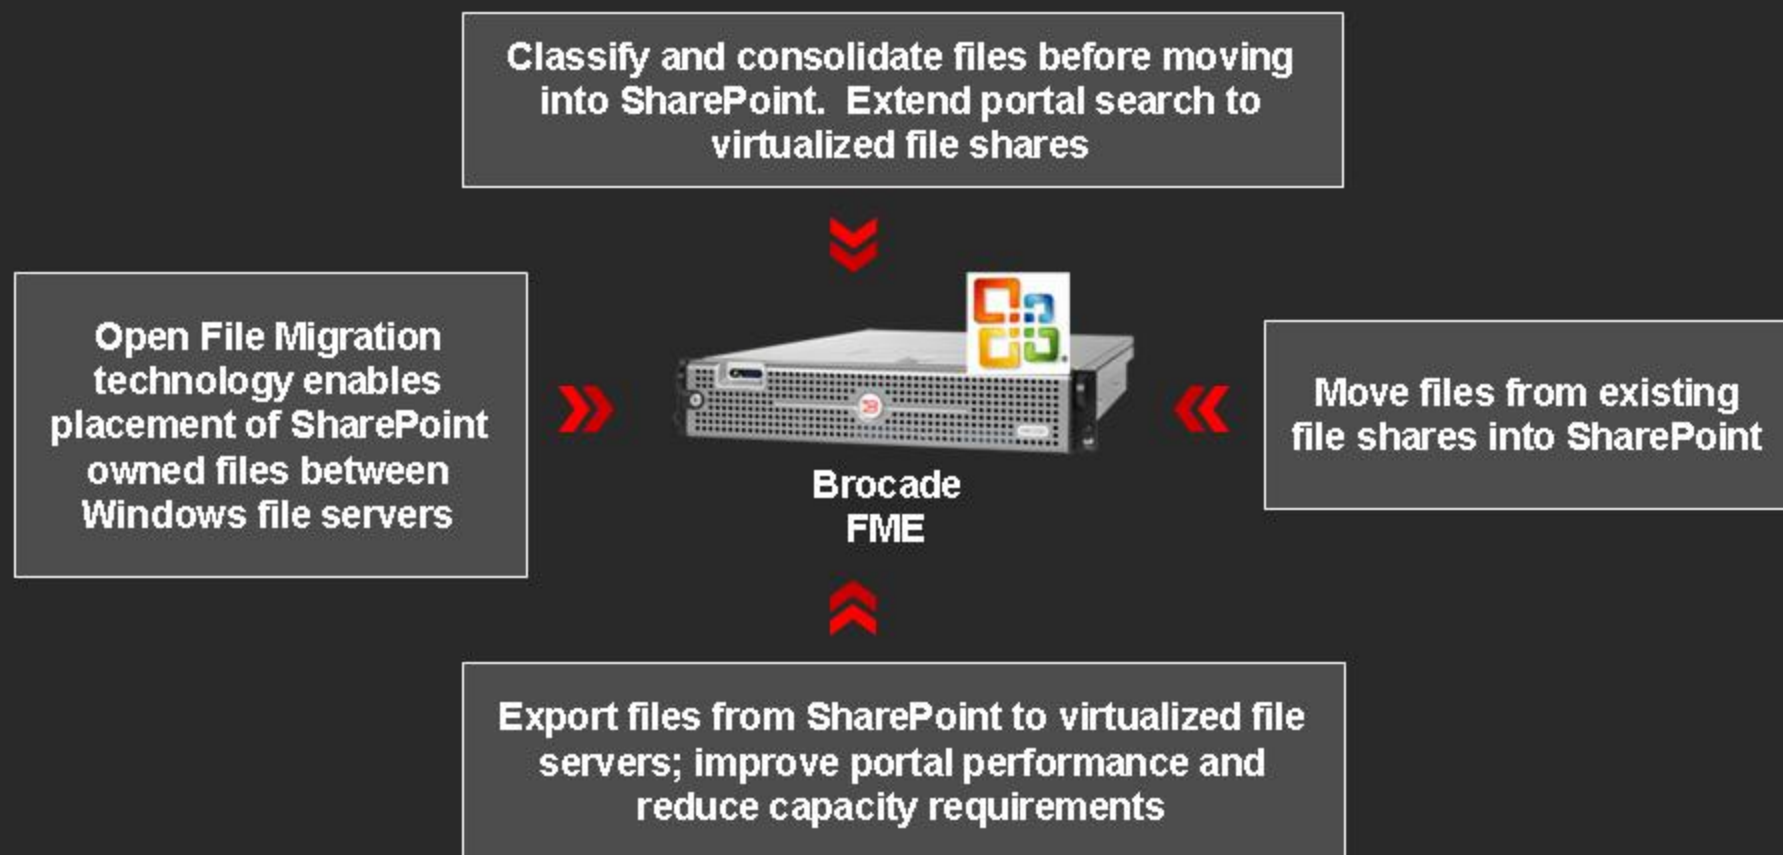 Classify and consolidate files before moving
into SharePoint.  Extend portal search to
virtualized file shares
Open File Migration
technology enables
placement of SharePoint
owned files between
Windows file servers
Brocade
FME
Move files from existing
file shares into SharePoint
Export files from SharePoint to virtualized file
servers; improve portal performance and
reduce capacity requirements